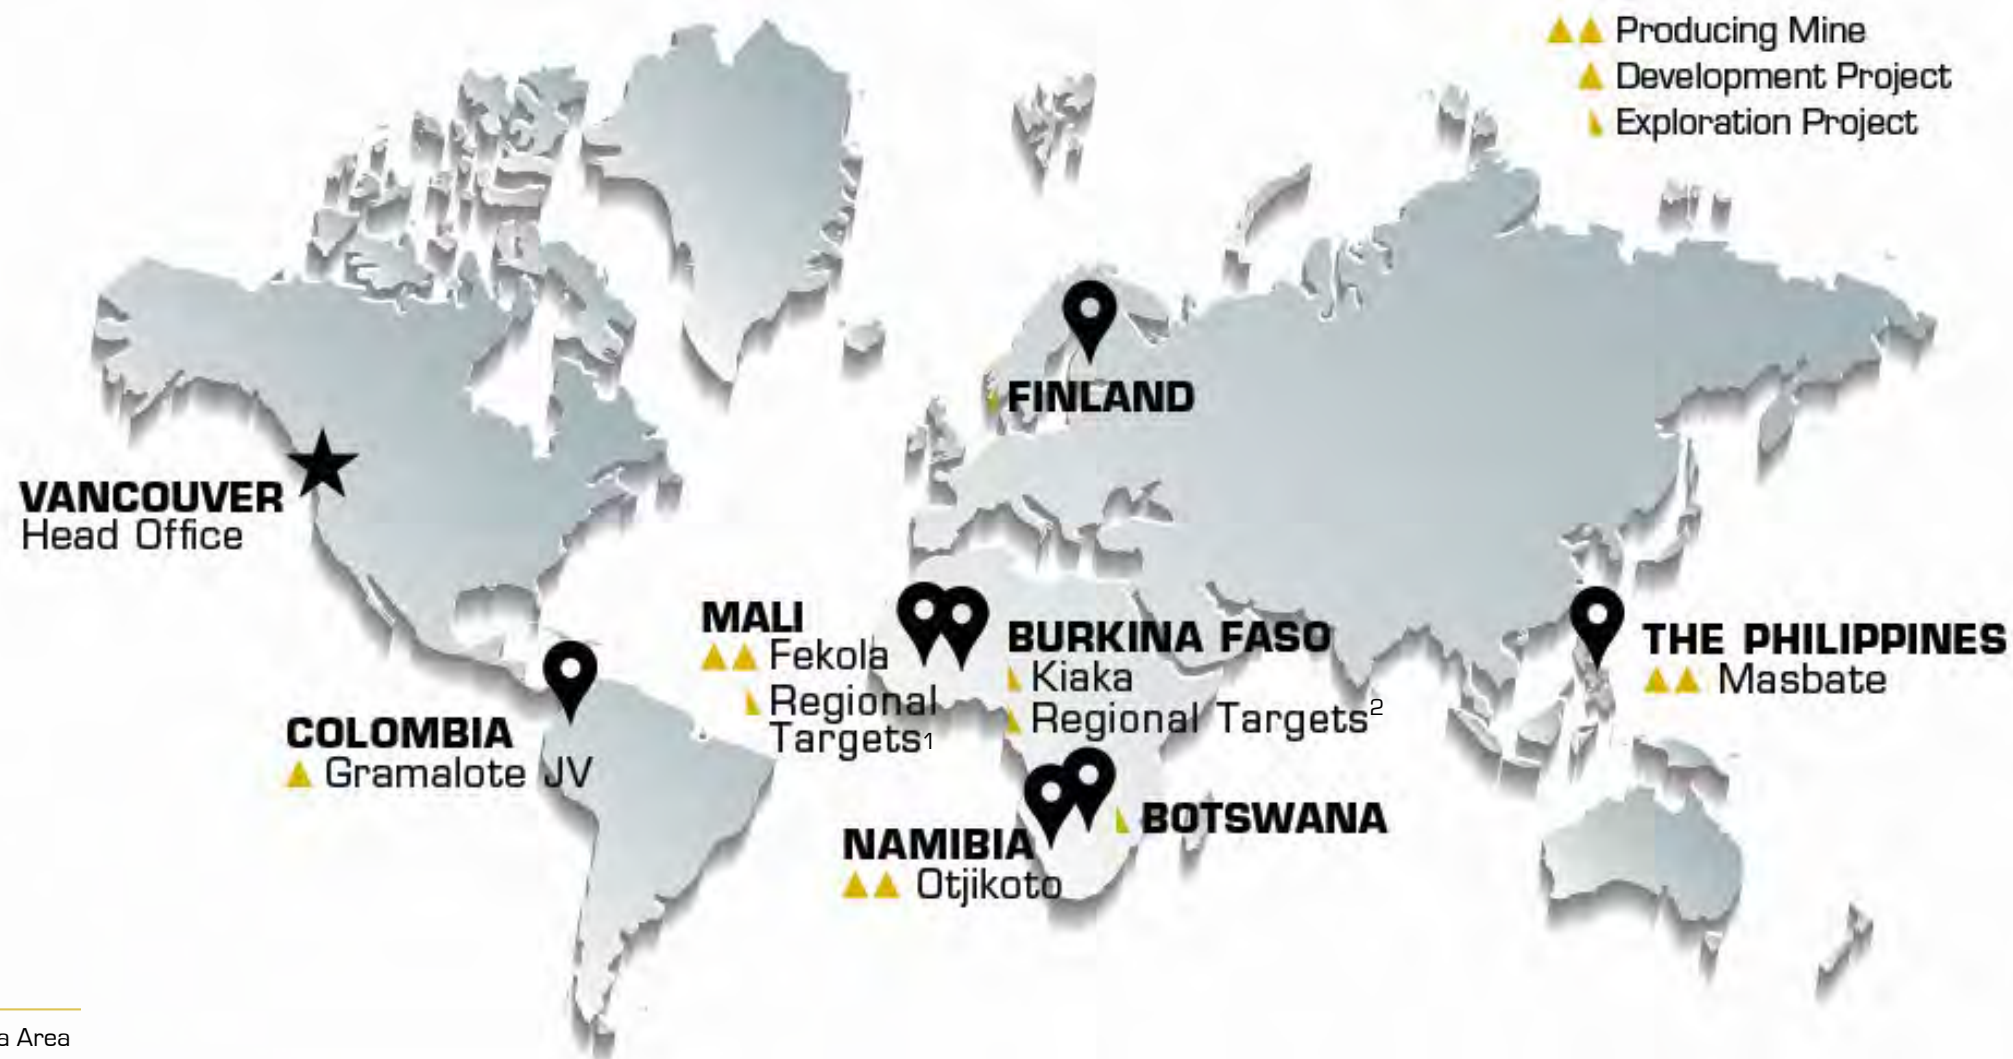 Producing Mine
Development Project
Exploration Project
FINLAND
VANCOUVER
Head Office
MALI
Fekola
Regional
Targets1
BURKINA FASO
Kiaka
Regional Targets2
THE PHILIPPINES
Masbate
COLOMBIA
Gramalote JV
NAMIBIA
Otjikoto
BOTSWANA
Area